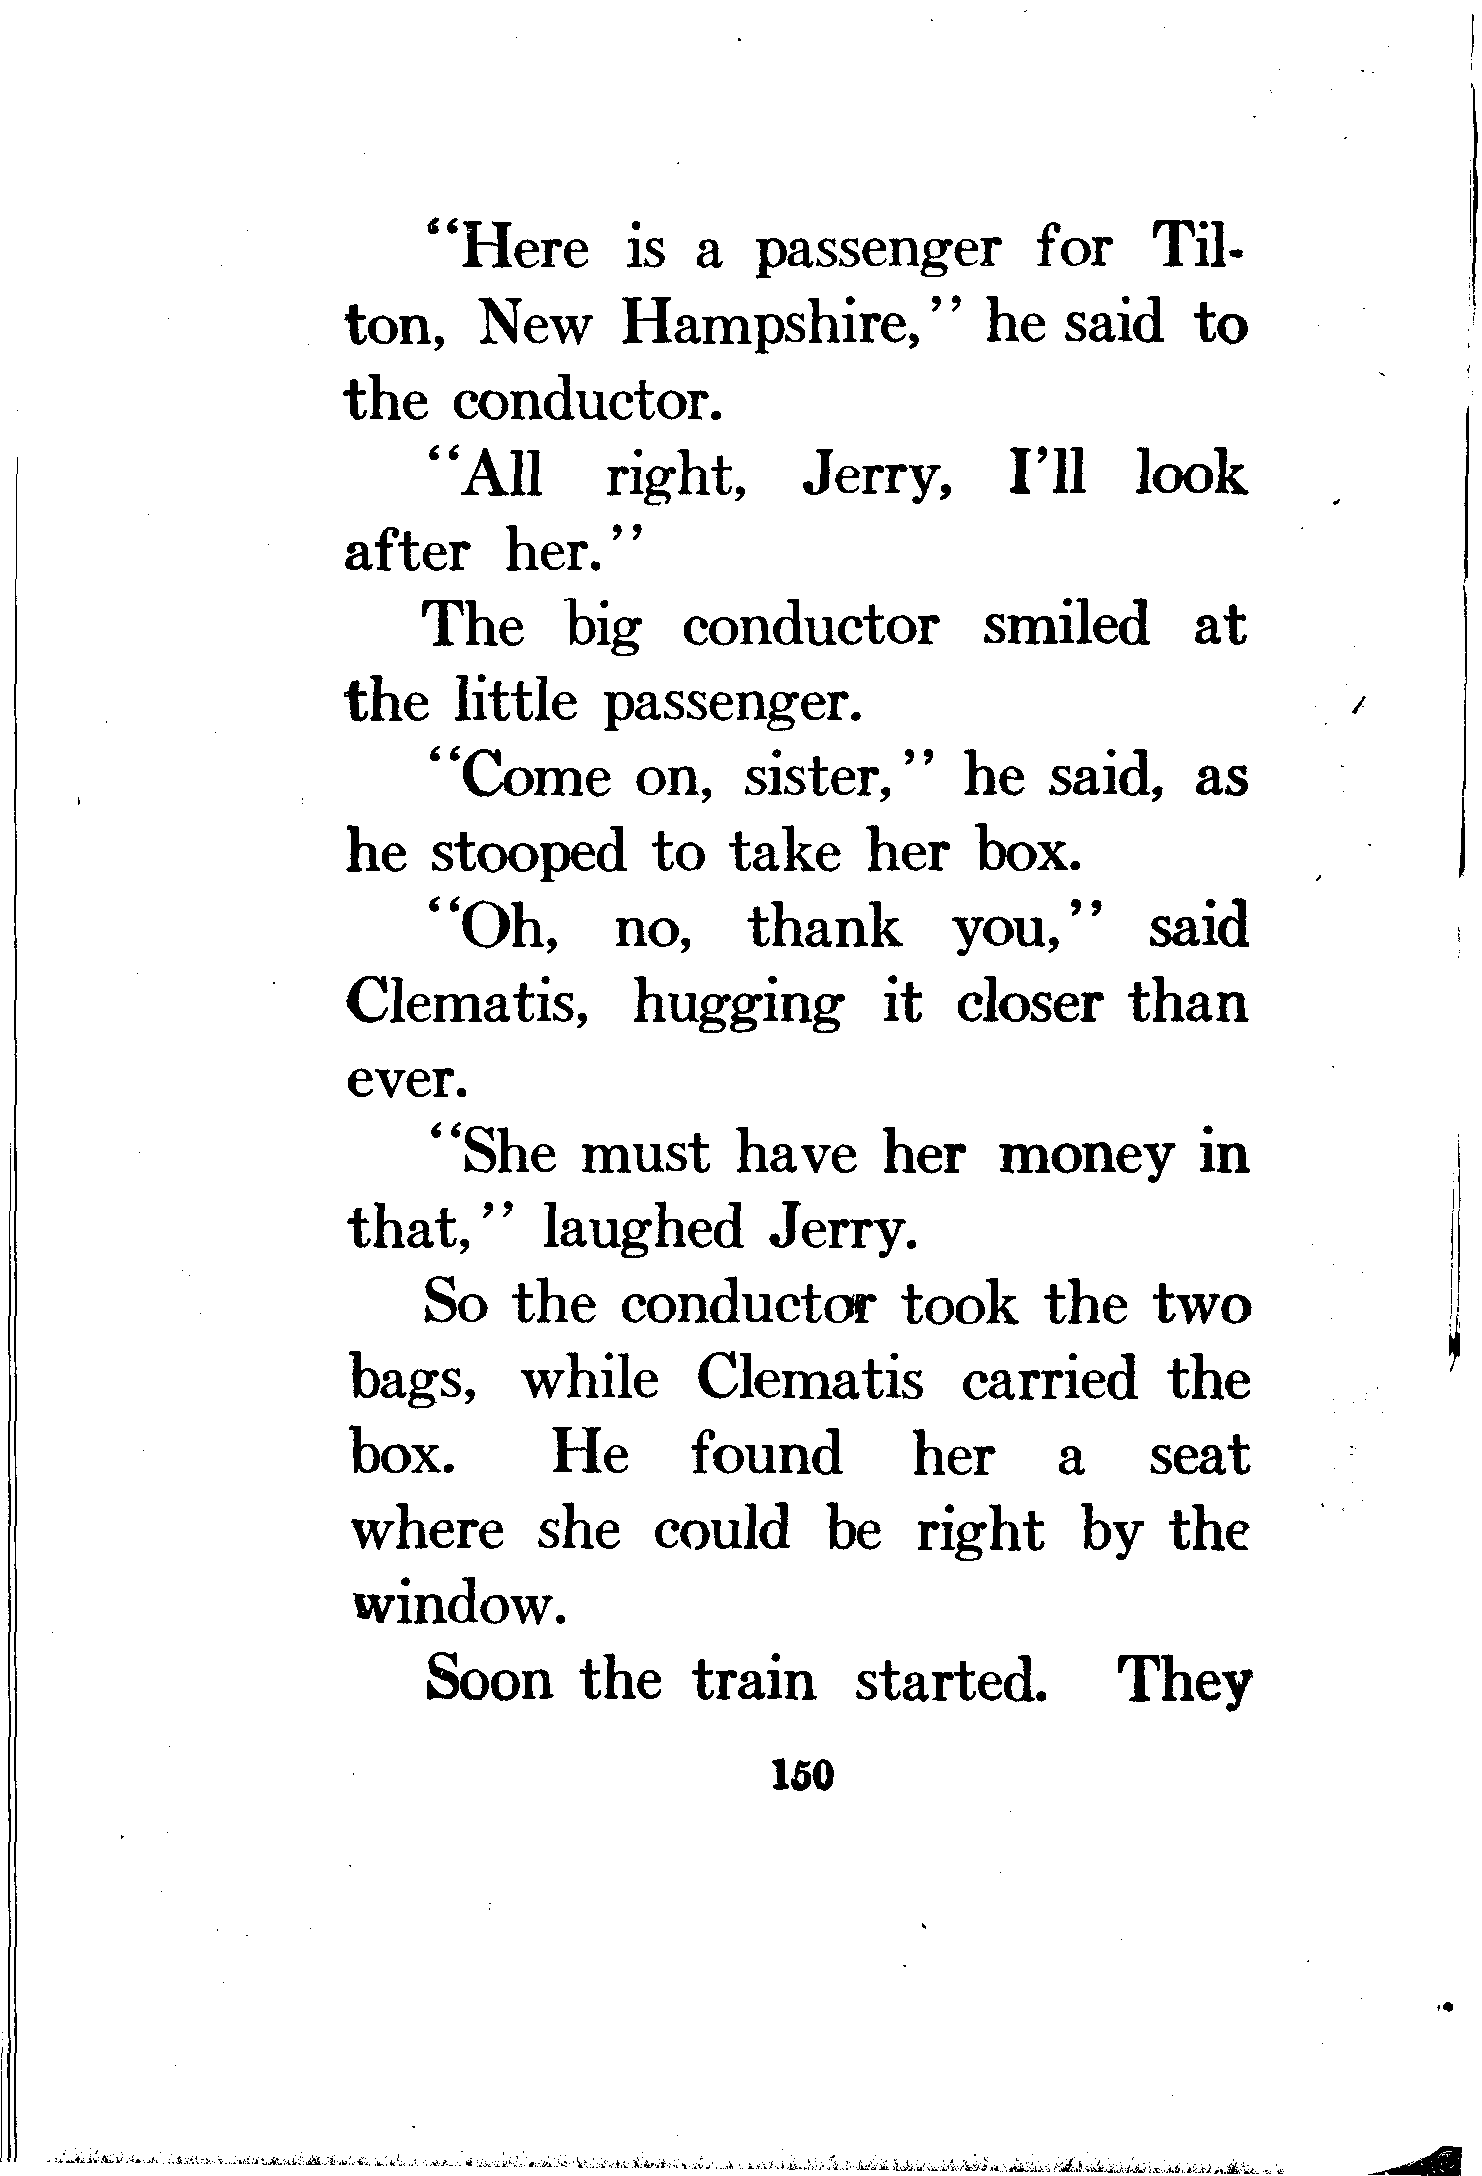 “Here is a passenger for Til-
ton, New Hampshire,” he said to
the conductor.
“All right, Jerry, I’ll look
after her.”
The big conductor smiled at
the little passenger.
“Come on, sister,” he said, as
he stooped to take her box.
“Oh, no, thank you,” said
Clematis, hugging it closer than
ever.
“She must have her money in
that,” laughed Jerry.
So the conductor took the two
bags, while Clematis carried the
box. He found her a seat
where she could be right by the
window.
Soon the train started. They
150